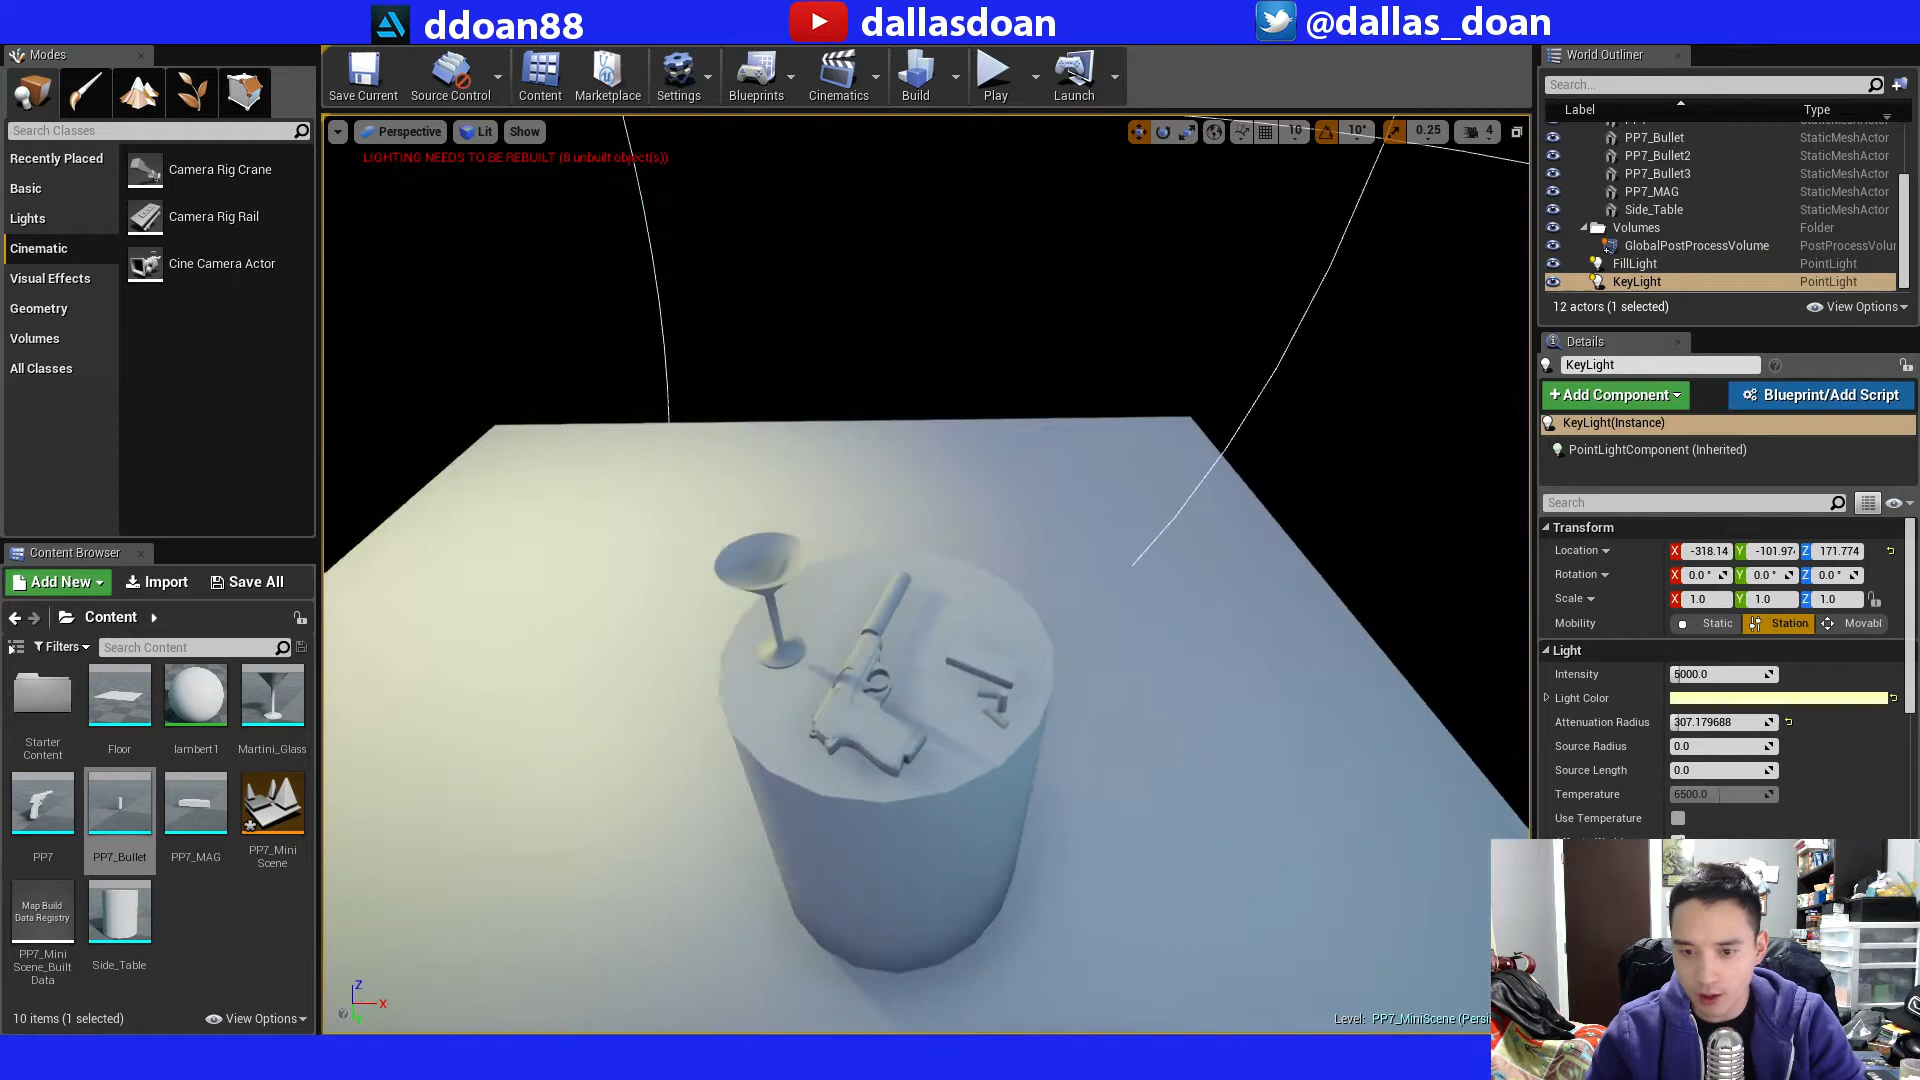 ddoan88
dallasdoan
@dallas_doan
Modes
Save Current
Source Control
Content
Marketplace
Settings
Blueprints
Cinematics
Build
Play
Launch
World Outliner
Search...
Label
Type
Search Classes
Recently Placed
Basic
Lights
Cinematic
Visual Effects
Geometry
Volumes
All Classes
Camera Rig Crane
Camera Rig Rail
Cine Camera Actor
Perspective
Lit
Show
10
10°
0.25
4
LIGHTING NEEDS TO BE REBUILT (8 unbuilt object(s))
PP7_Bullet StaticMeshActor
PP7_Bullet2 StaticMeshActor
PP7_Bullet3 StaticMeshActor
PP7_MAG StaticMeshActor
Side_Table StaticMeshActor
Volumes Folder
GlobalPostProcessVolume PostProcessVolu
FillLight PointLight
KeyLight PointLight
12 actors (1 selected)
View Options
Details
KeyLight
Add Component
Blueprint/Add Script
KeyLight(Instance)
PointLightComponent (Inherited)
Search
Transform
Location X -318.14 Y -101.97 Z 171.774
Rotation X 0.0 ° Y 0.0 ° Z 0.0 °
Scale X 1.0 Y 1.0 Z 1.0
Mobility Static Station Movabl
Light
Intensity 5000.0
Light Color
Attenuation Radius 307.179688
Source Radius 0.0
Source Length 0.0
Temperature 6500.0
Use Temperature
Content Browser
Add New
Import
Save All
Content
Filters
Search Content
Starter Content
Floor
lambert1
Martini_Glass
PP7
PP7_Bullet
PP7_MAG
PP7_Mini Scene
Map Build Data Registry
PP7_Mini Scene_Built Data
Side_Table
10 items (1 selected)
View Options
Z
X
Level: PP7_MiniScene (Persi